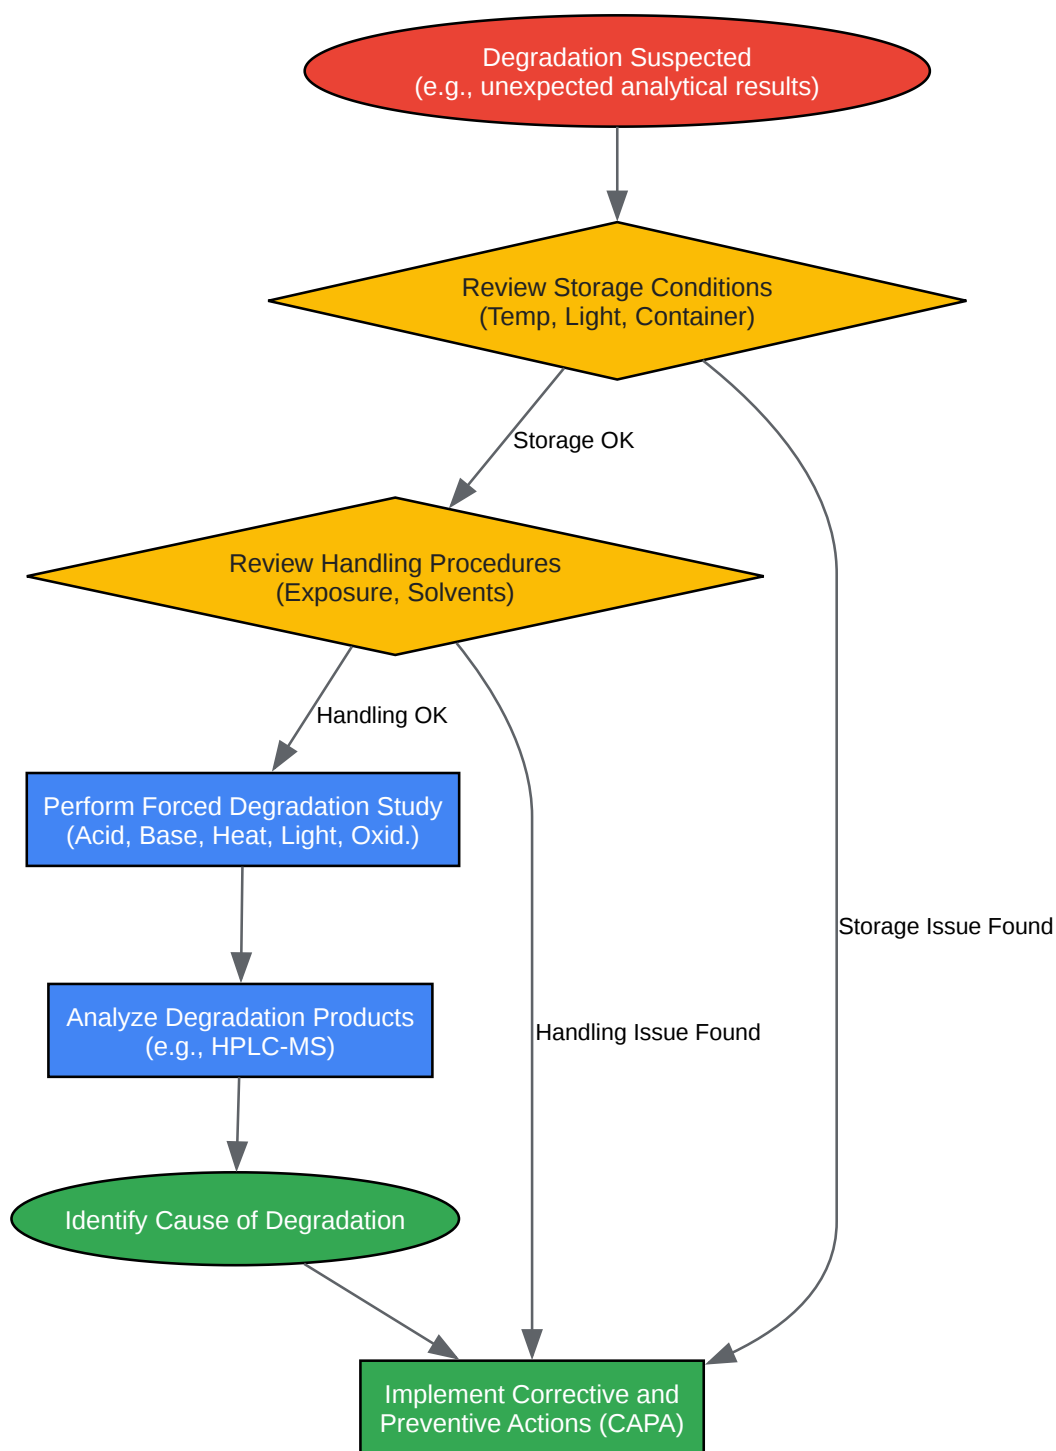 Degradation Suspected
(e.g., unexpected analytical results)
Review Storage Conditions
(Temp, Light, Container)
Storage OK
Review Handling Procedures
(Exposure, Solvents)
Handling OK
Perform Forced Degradation Study
(Acid, Base, Heat, Light, Oxid.)
Storage Issue Found
Analyze Degradation Products
(e.g., HPLC-MS)
Handling Issue Found
Identify Cause of Degradation
Implement Corrective and
Preventive Actions (CAPA)